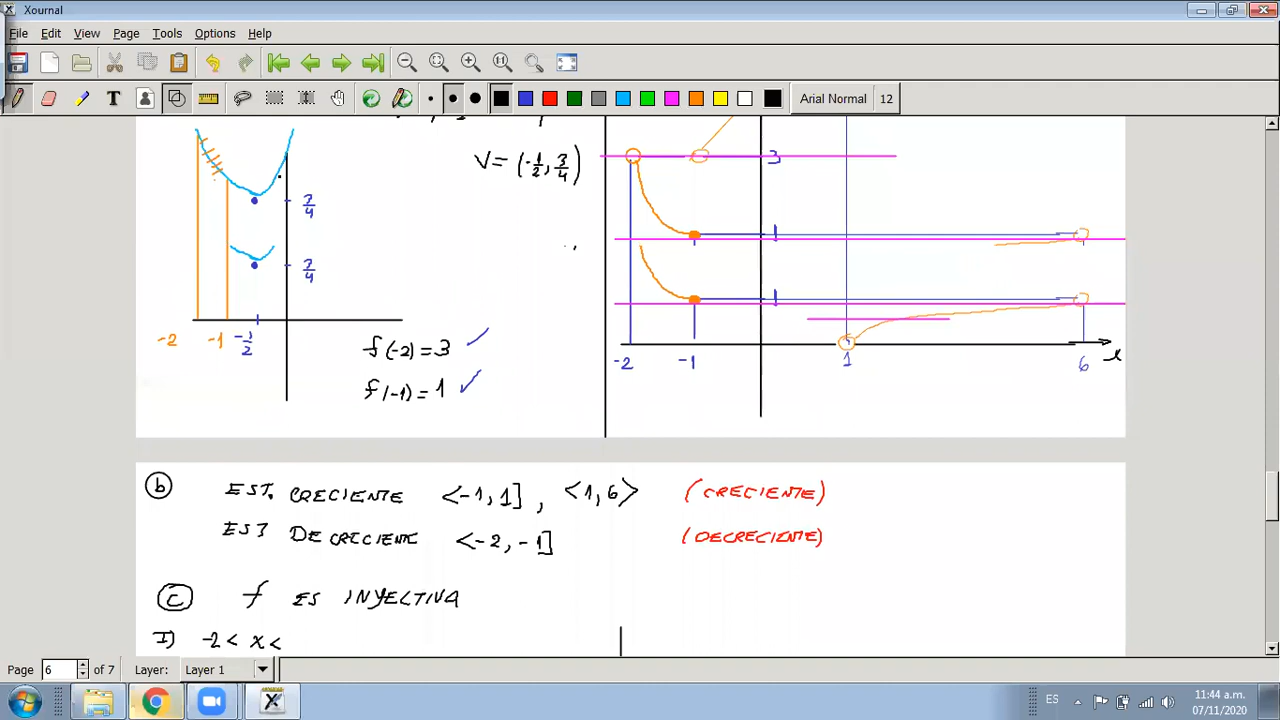 Xournal
File Edit View Page Tools Options Help
Arial Normal 12
V = (-1/2, 3/4)
7/4
7/4
-2 -1 -1/2
f(-2) = 3
f(-1) = 1
3
1
1
-2 -1 1 6 x
b EST. CRECIENTE <-1, 1] , <1, 6> (CRECIENTE)
EST DECRECIENTE <-2, -1] (DECRECIENTE)
c f ES INYECTIVA
I) -2 < x <
Page 6 of 7 Layer: Layer 1
ES 11:44 a.m.
07/11/2020